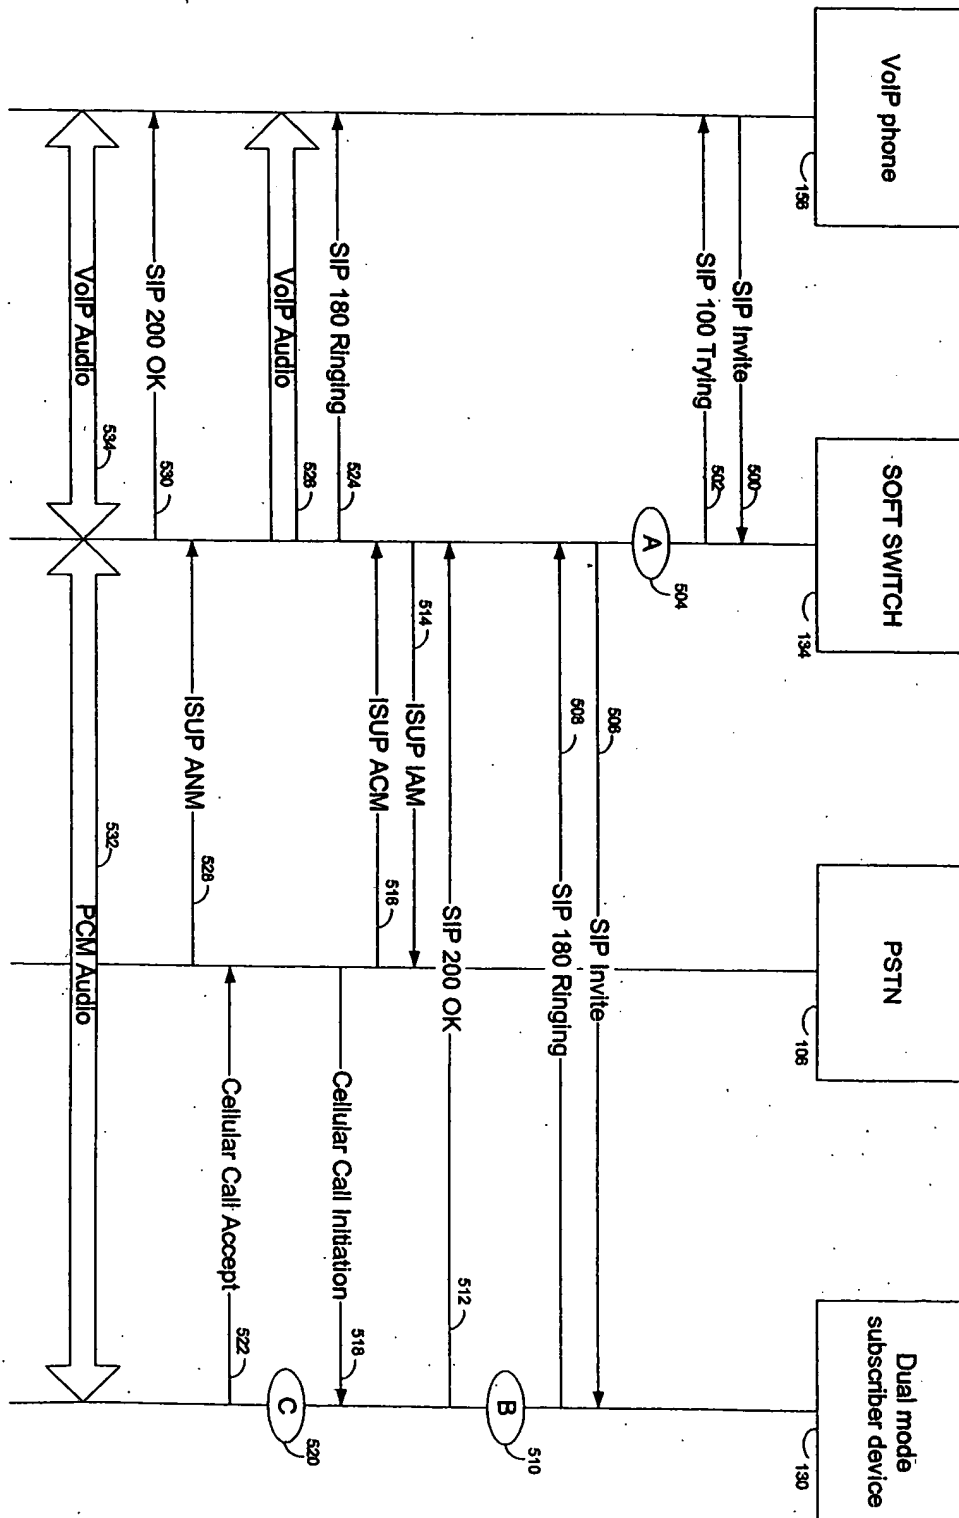 VoIP phone
156
SOFT SWITCH
134
PSTN
106
Dual mode
subscriber device
130
SIP Invite
500
SIP 100 Trying
502
A
504
506
SIP Invite
508
SIP 180 Ringing
B
510
SIP 200 OK
512
514
ISUP IAM
ISUP ACM
516
SIP 180 Ringing
524
Cellular Call Initiation
518
VoIP Audio
526
C
520
Cellular Call Accept
522
ISUP ANM
528
SIP 200 OK
530
VoIP Audio
534
532
PCM Audio